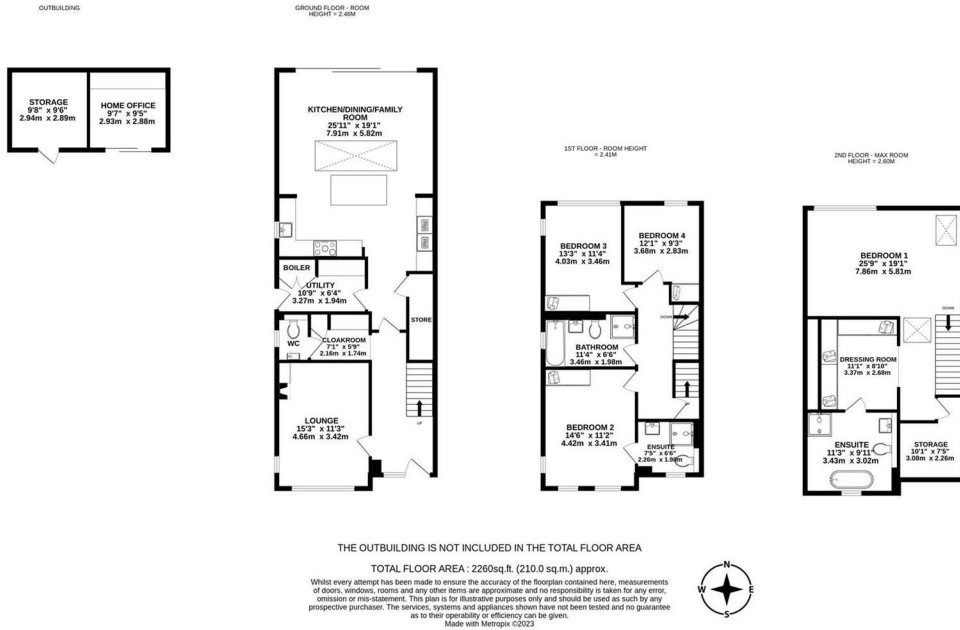 OUTBUILDING
STORAGE
9'8" x 9'6"
2.94m x 2.89m
HOME OFFICE
9'7" x 9'5"
2.93m x 2.88m
GROUND FLOOR - ROOM
HEIGHT = 2.46M
KITCHEN/DINING/FAMILY
ROOM
25'11" x 19'1"
7.91m x 5.82m
BOILER
UTILITY
10'9" x 6'4"
3.27m x 1.94m
STORE
WC
CLOAKROOM
7'1" x 5'9"
2.16m x 1.74m
LOUNGE
15'3" x 11'3"
4.66m x 3.42m
UP
1ST FLOOR - ROOM HEIGHT
= 2.41M
BEDROOM 3
13'3" x 11'4"
4.03m x 3.46m
BEDROOM 4
12'1" x 9'3"
3.68m x 2.83m
DOWN
BATHROOM
11'4" x 6'6"
3.46m x 1.98m
UP
BEDROOM 2
14'6" x 11'2"
4.42m x 3.41m
ENSUITE
7'5" x 6'6"
2.26m x 1.98m
2ND FLOOR - MAX ROOM
HEIGHT = 2.60M
BEDROOM 1
25'9" x 19'1"
7.86m x 5.81m
DOWN
DRESSING ROOM
11'1" x 8'10"
3.37m x 2.68m
ENSUITE
11'3" x 9'11"
3.43m x 3.02m
STORAGE
10'1" x 7'5"
3.08m x 2.26m
THE OUTBUILDING IS NOT INCLUDED IN THE TOTAL FLOOR AREA
TOTAL FLOOR AREA : 2260sq.ft. (210.0 sq.m.) approx.
Whilst every attempt has been made to ensure the accuracy of the floorplan contained here, measurements
of doors, windows, rooms and any other items are approximate and no responsibility is taken for any error,
omission or mis-statement. This plan is for illustrative purposes only and should be used as such by any
prospective purchaser. The services, systems and appliances shown have not been tested and no guarantee
as to their operability or efficiency can be given.
Made with Metropix ©2023
N
W E
S